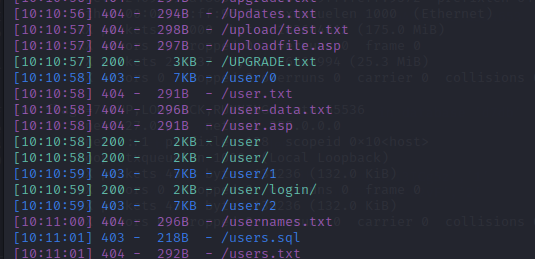 [10:10:56] 404 - 294B - /Updates.txt
[10:10:57] 404 - 298B - /upload/test.txt
[10:10:57] 404 - 297B - /uploadfile.asp
[10:10:57] 200 - 3KB - /UPGRADE.txt
[10:10:58] 403 - 7KB - /user/0
[10:10:58] 404 - 291B - /user.txt
[10:10:58] 404 - 296B - /user-data.txt
[10:10:58] 404 - 291B - /user.asp
[10:10:58] 200 - 2KB - /user
[10:10:58] 200 - 2KB - /user/
[10:10:59] 403 - 7KB - /user/1
[10:10:59] 200 - 2KB - /user/login/
[10:10:59] 403 - 7KB - /user/2
[10:11:00] 404 - 296B - /usernames.txt
[10:11:01] 403 - 218B - /users.sql
[10:11:01] 404 - 292B - /users.txt